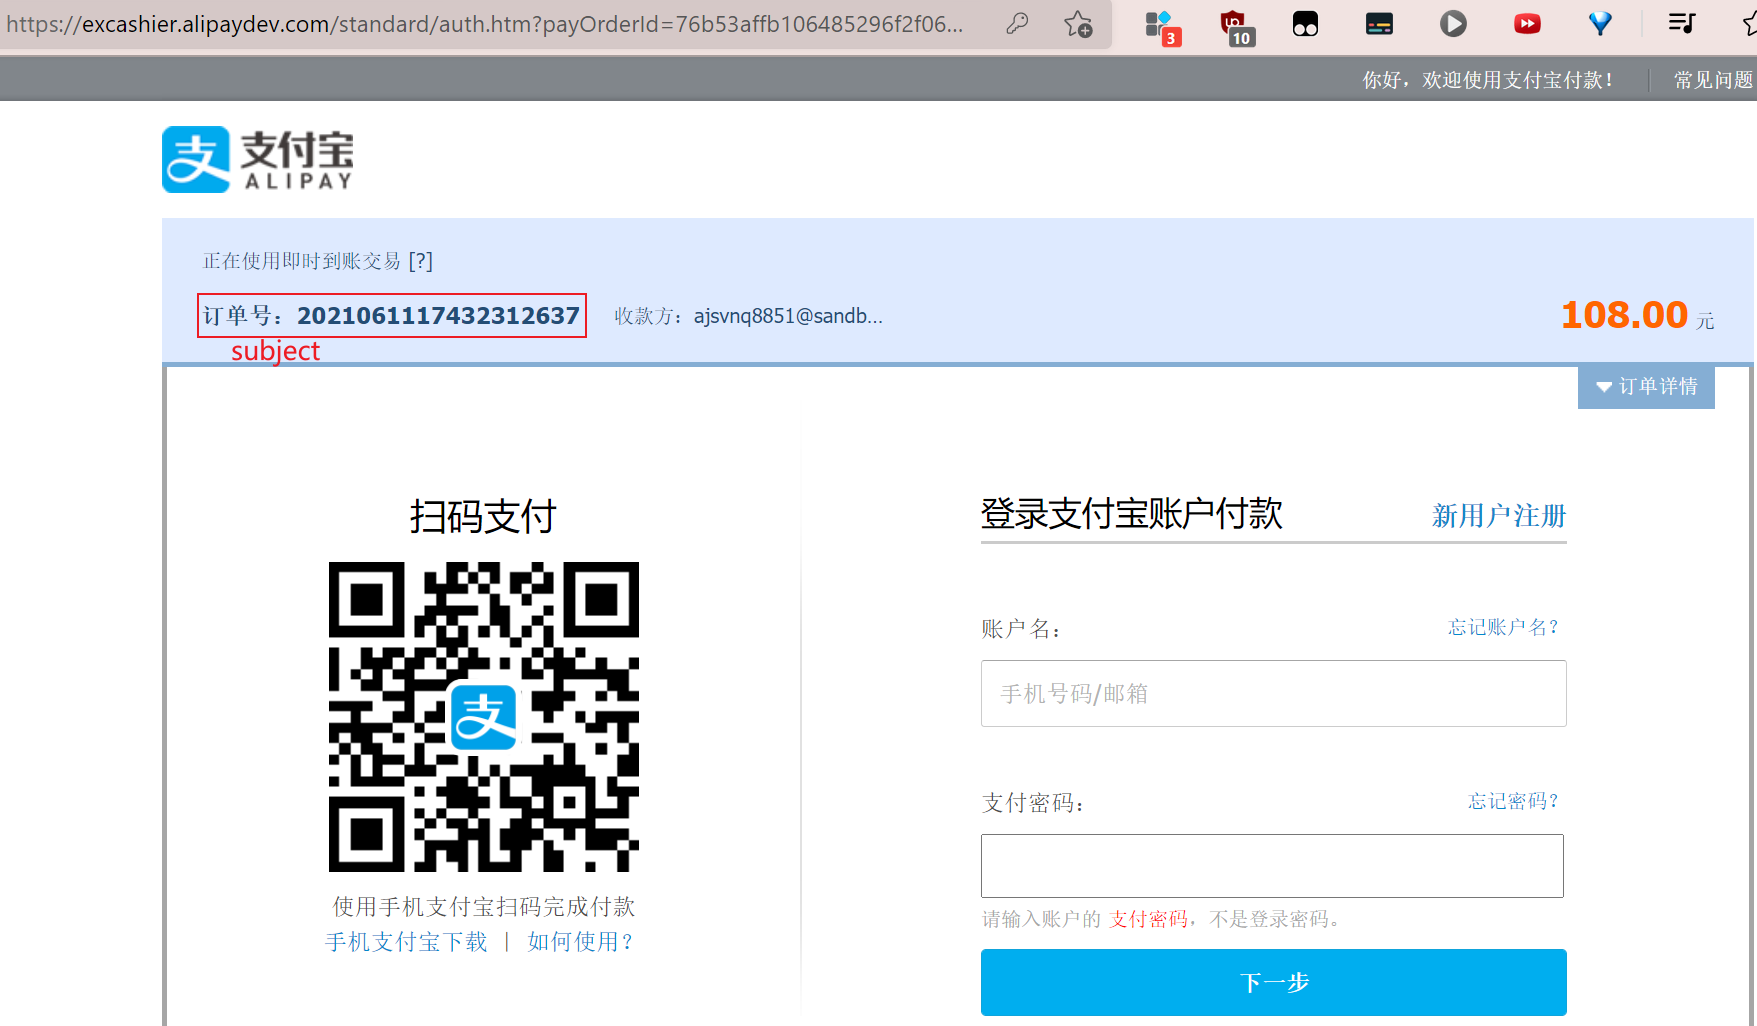 https://excashier.alipaydev.com/standard/auth.htm?payOrderId=76b53affb106485296f2f06...
3
10
你好，欢迎使用支付宝付款！
常见问题
支 支付宝
ALIPAY
正在使用即时到账交易 [?]
订单号：2021061117432312637 收款方：ajsvnq8851@sandb... 108.00 元
subject
订单详情
扫码支付
支
使用手机支付宝扫码完成付款
手机支付宝下载 | 如何使用？
登录支付宝账户付款 新用户注册
账户名： 忘记账户名？
手机号码/邮箱
支付密码： 忘记密码？
请输入账户的 支付密码，不是登录密码。
下一步